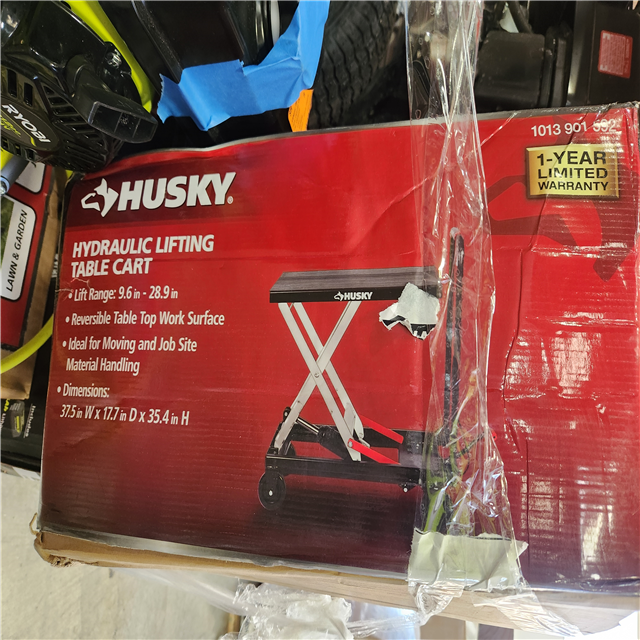 RYOBI
LAWN & GARDEN
1013 901 592
1-YEAR
LIMITED
WARRANTY
HUSKY®
HYDRAULIC LIFTING
TABLE CART
• Lift Range: 9.6 in - 28.9 in
• Reversible Table Top Work Surface
• Ideal for Moving and Job Site
Material Handling
• Dimensions:
37.5 in W x 17.7 in D x 35.4 in H
HUSKY